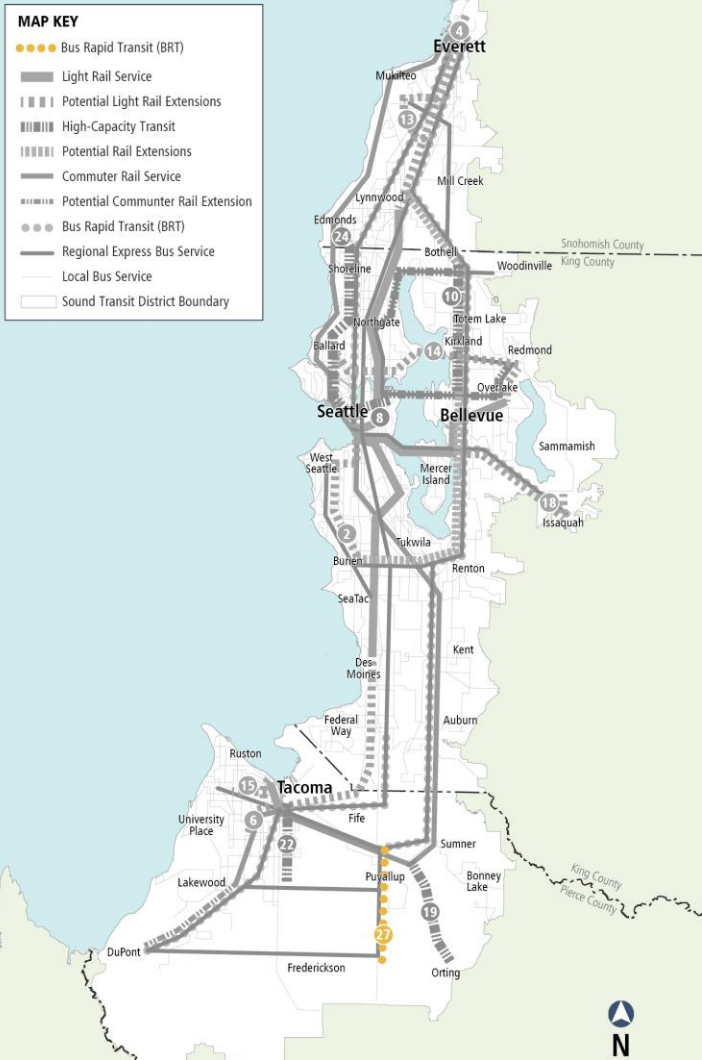 MAP KEY
Bus Rapid Transit (BRT)
Light Rail Service
Potential Light Rail Extensions
High-Capacity Transit
Potential Rail Extensions
Commuter Rail Service
Potential Communter Rail Extension
Bus Rapid Transit (BRT)
Regional Express Bus Service
Local Bus Service
Sound Transit District Boundary
4
Everett
Mukilteo
13
Mill Creek
Lynnwood
Edmonds
24
Bothell
Snohomish County
King County
Shoreline
Woodinville
10
Northgate
Totem Lake
Ballard
14
Kirkland
Redmond
Overlake
Seattle
8
Bellevue
Sammamish
West
Seattle
Mercer
Island
18
Issaquah
2
Tukwila
Burien
Renton
SeaTac
Kent
Des
Moines
Federal
Way
Auburn
Ruston
15
Tacoma
University
Place
6
Fife
22
Sumner
Puyallup
Bonney
Lake
King County
Pierce County
Lakewood
19
27
DuPont
Frederickson
Orting
N